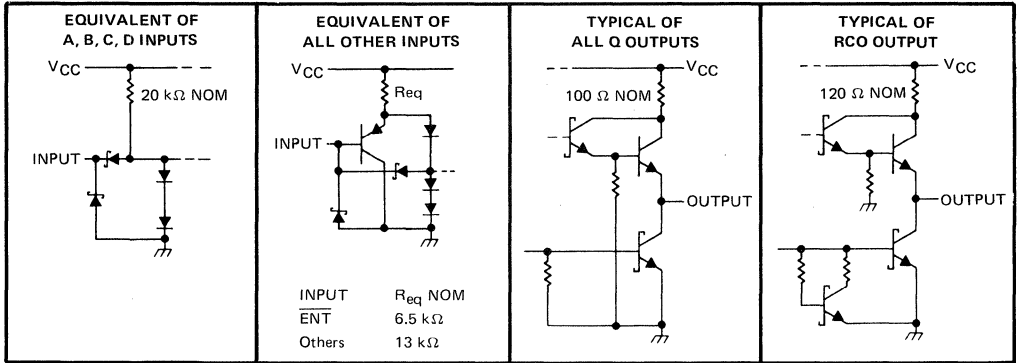 EQUIVALENT OF
A, B, C, D INPUTS
VCC
20 kΩ NOM
INPUT
EQUIVALENT OF
ALL OTHER INPUTS
VCC
Req
INPUT
INPUT Req NOM
E̅N̅T̅ 6.5 kΩ
Others 13 kΩ
TYPICAL OF
ALL Q OUTPUTS
VCC
100 Ω NOM
OUTPUT
TYPICAL OF
RCO OUTPUT
VCC
120 Ω NOM
OUTPUT